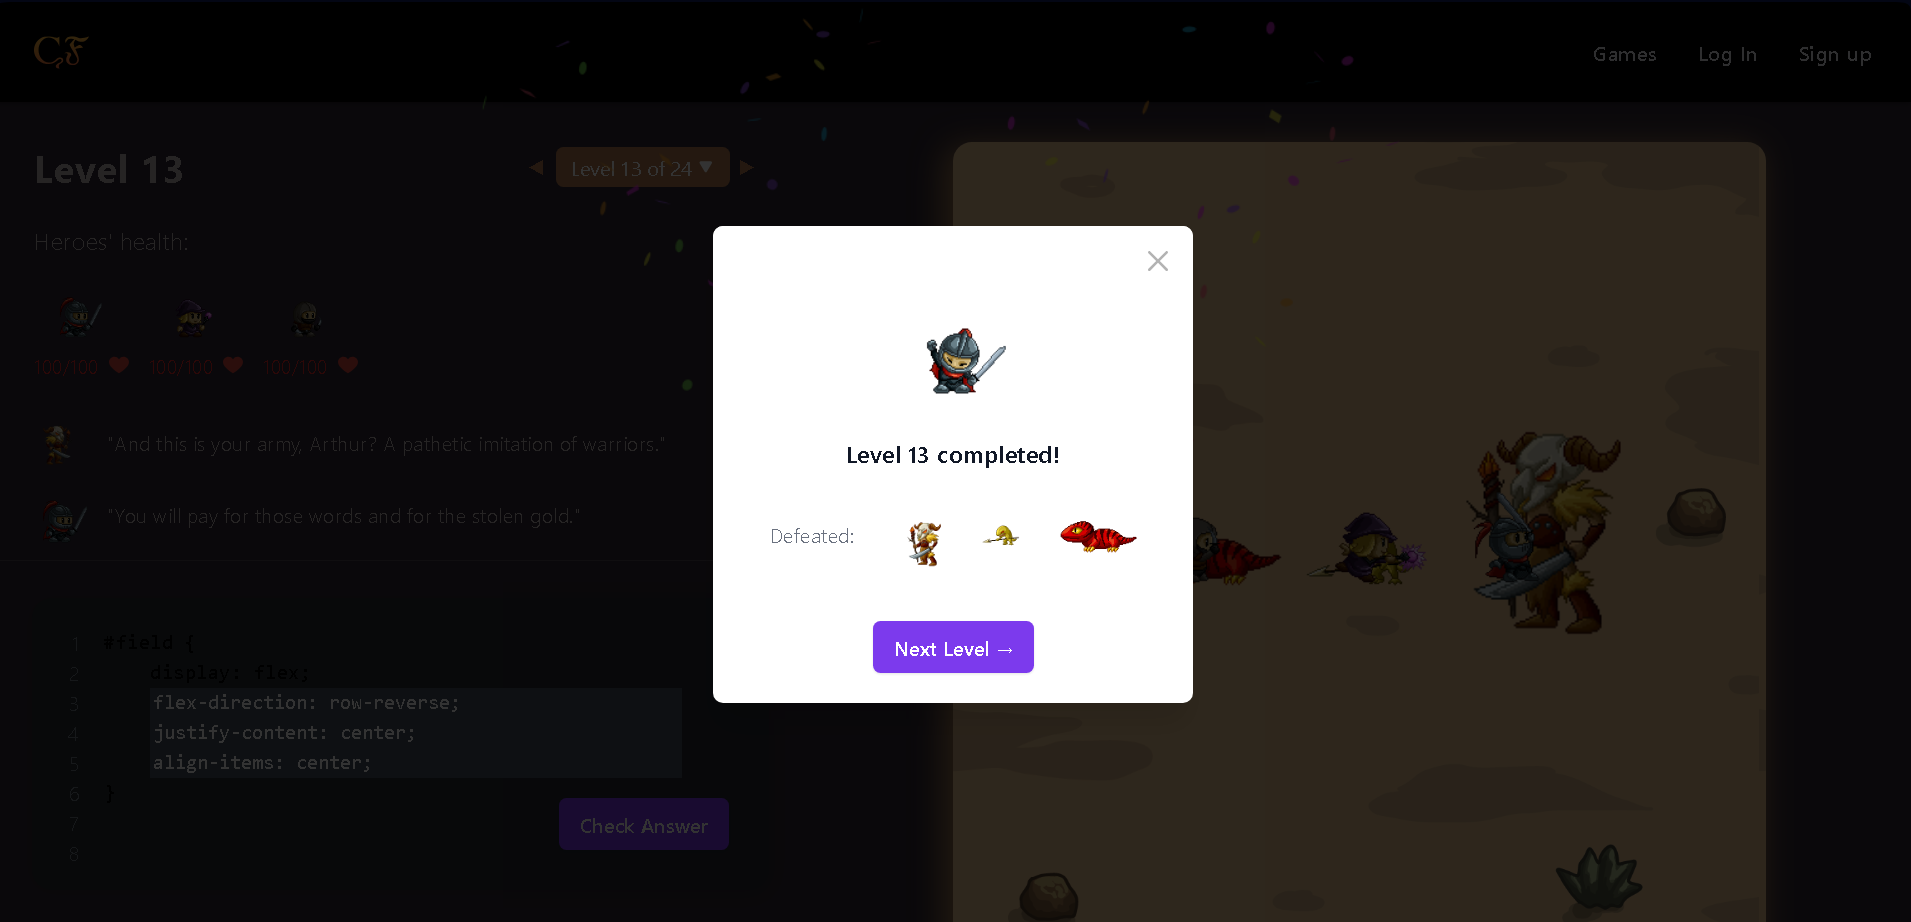 CF
Games
Log In
Sign up
Level 13
Level 13 of 24 ▼
Heroes' health:
100/100
100/100
100/100
"And this is your army, Arthur? A pathetic imitation of warriors."
"You will pay for those words and for the stolen gold."
1 #field {
2 display: flex;
3 flex-direction: row-reverse;
4 justify-content: center;
5 align-items: center;
6 }
7
8
Check Answer
Level 13 completed!
Defeated:
Next Level →